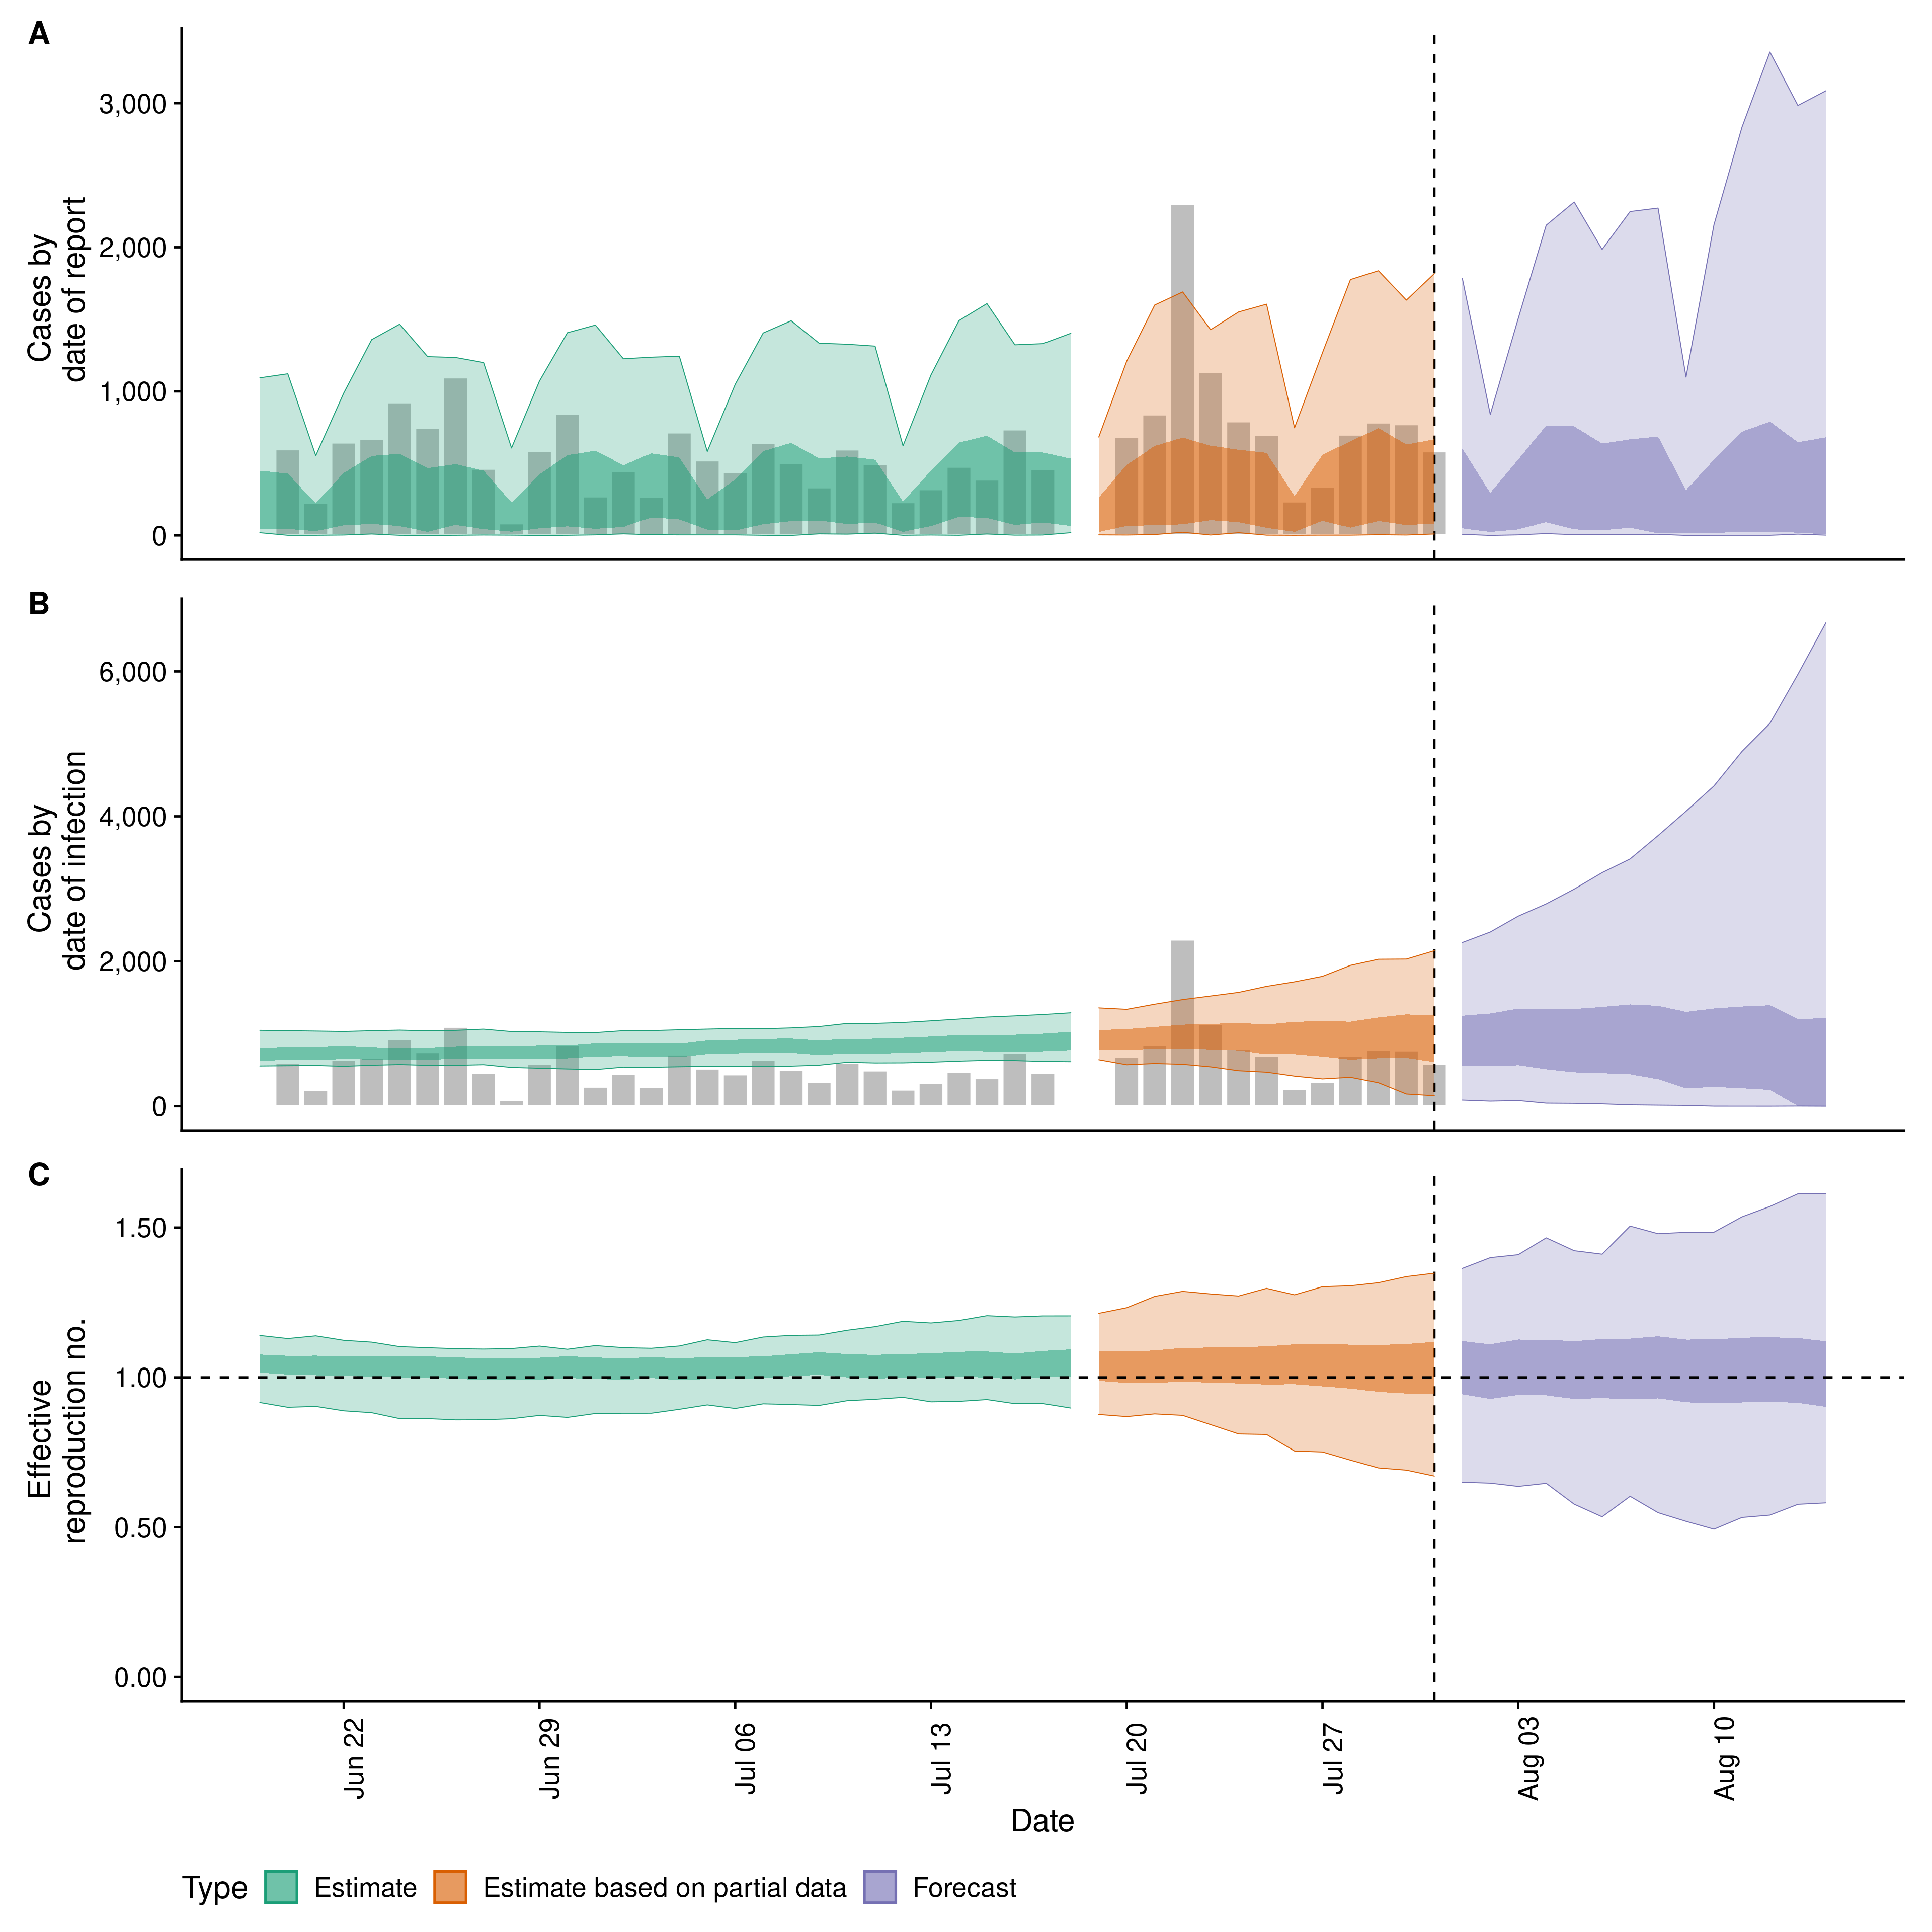 A
Cases by
date of report
3,000
2,000
1,000
0
B
Cases by
date of infection
6,000
4,000
2,000
0
C
Effective
reproduction no.
1.50
1.00
0.50
0.00
Jun 22
Jun 29
Jul 06
Jul 13
Jul 20
Jul 27
Aug 03
Aug 10
Date
Type Estimate Estimate based on partial data Forecast